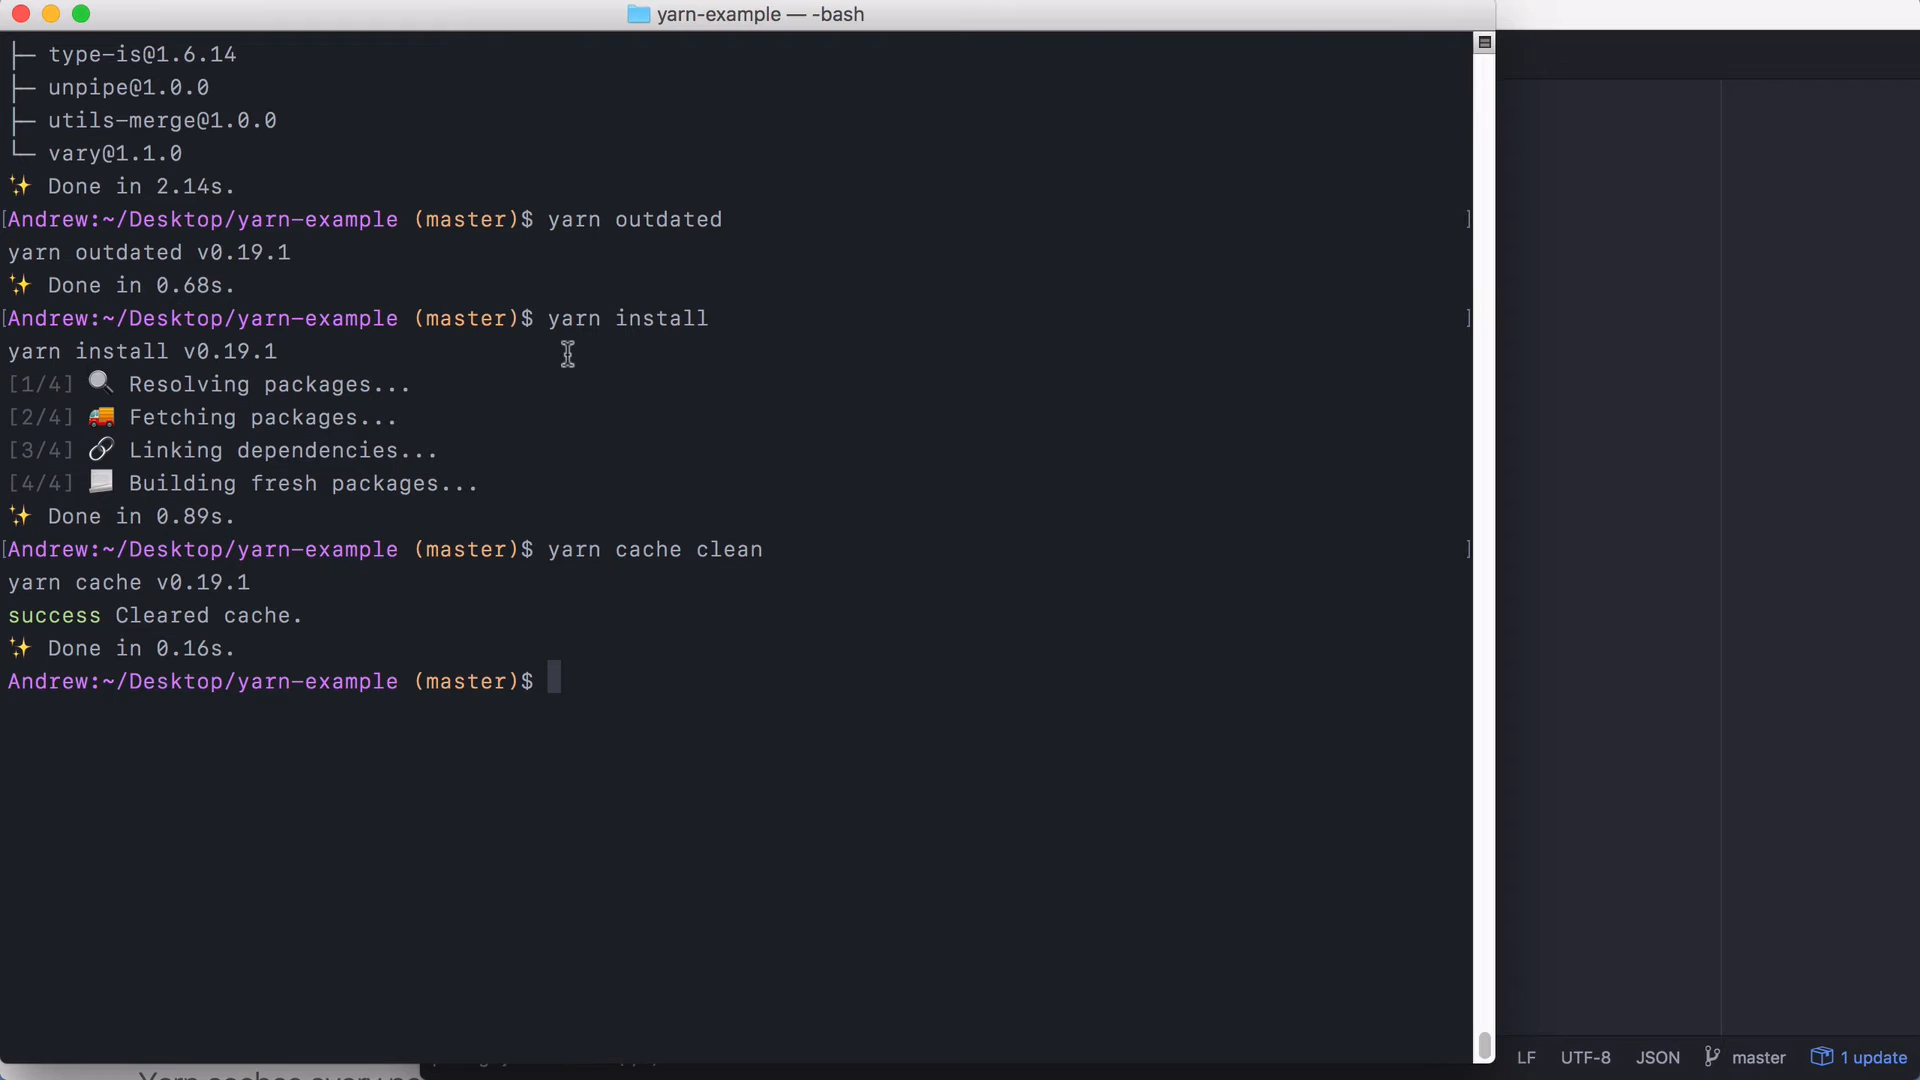 yarn-example — -bash
├─ type-is@1.6.14
├─ unpipe@1.0.0
├─ utils-merge@1.0.0
└─ vary@1.1.0
✨ Done in 2.14s.
[Andrew:~/Desktop/yarn-example (master)$ yarn outdated ]
yarn outdated v0.19.1
✨ Done in 0.68s.
[Andrew:~/Desktop/yarn-example (master)$ yarn install ]
yarn install v0.19.1
[1/4] 🔍 Resolving packages...
[2/4] 🚚 Fetching packages...
[3/4] 🔗 Linking dependencies...
[4/4] 📃 Building fresh packages...
✨ Done in 0.89s.
[Andrew:~/Desktop/yarn-example (master)$ yarn cache clean ]
yarn cache v0.19.1
success Cleared cache.
✨ Done in 0.16s.
Andrew:~/Desktop/yarn-example (master)$
LF UTF-8 JSON master 1 update